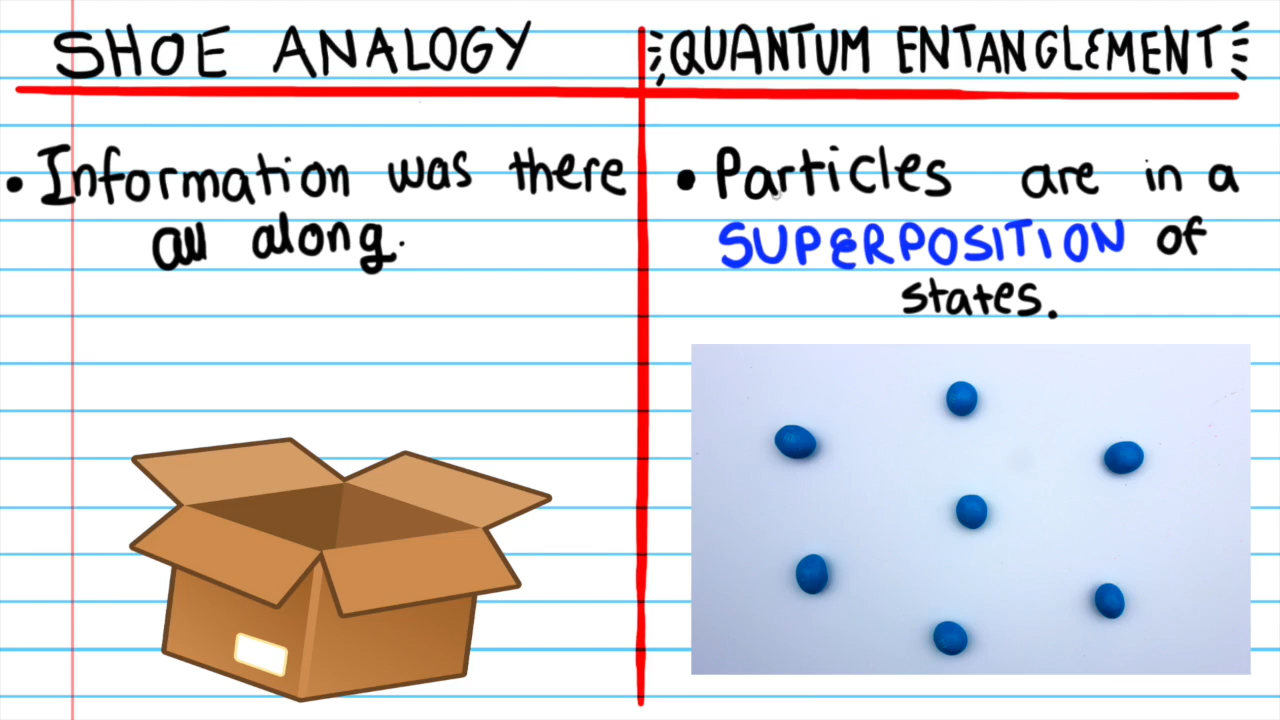 SHOE ANALOGY
• Information was there
all along.
QUANTUM ENTANGLEMENT
• Particles are in a
SUPERPOSITION of
states.